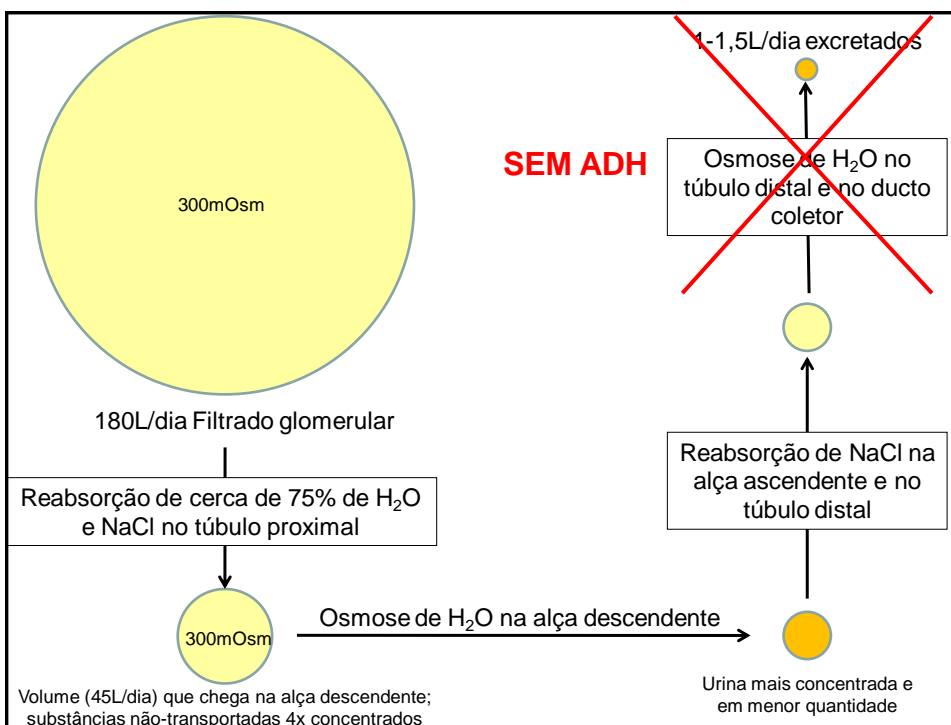 300mOsm
180L/dia Filtrado glomerular
Reabsorção de cerca de 75% de H₂O
e NaCl no túbulo proximal
300mOsm
Volume (45L/dia) que chega na alça descendente;
substâncias não-transportadas 4x concentrados
Osmose de H₂O na alça descendente
Urina mais concentrada e
em menor quantidade
Reabsorção de NaCl na
alça ascendente e no
túbulo distal
SEM ADH
Osmose de H₂O no
túbulo distal e no ducto
coletor
1-1,5L/dia excretados